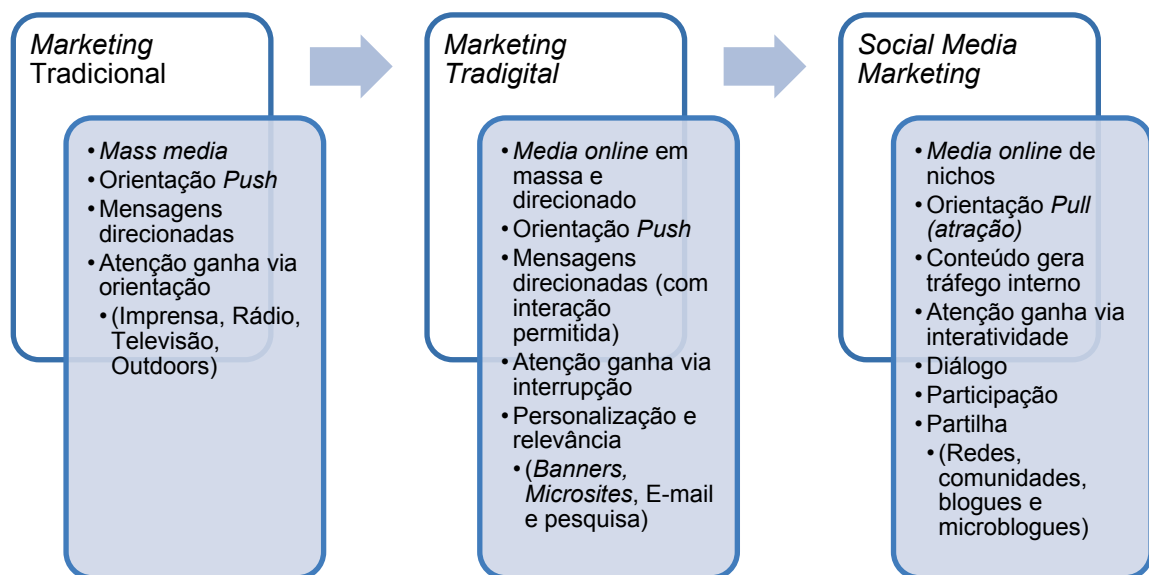 Marketing
Tradicional
• Mass media
• Orientação Push
• Mensagens
direcionadas
• Atenção ganha via
orientação
• (Imprensa, Rádio,
Televisão,
Outdoors)
Marketing
Tradigital
• Media online em
massa e
direcionado
• Orientação Push
• Mensagens
direcionadas (com
interação
permitida)
• Atenção ganha via
interrupção
• Personalização e
relevância
• (Banners,
Microsites, E-mail
e pesquisa)
Social Media
Marketing
• Media online de
nichos
• Orientação Pull
(atração)
• Conteúdo gera
tráfego interno
• Atenção ganha via
interatividade
• Diálogo
• Participação
• Partilha
• (Redes,
comunidades,
blogues e
microblogues)